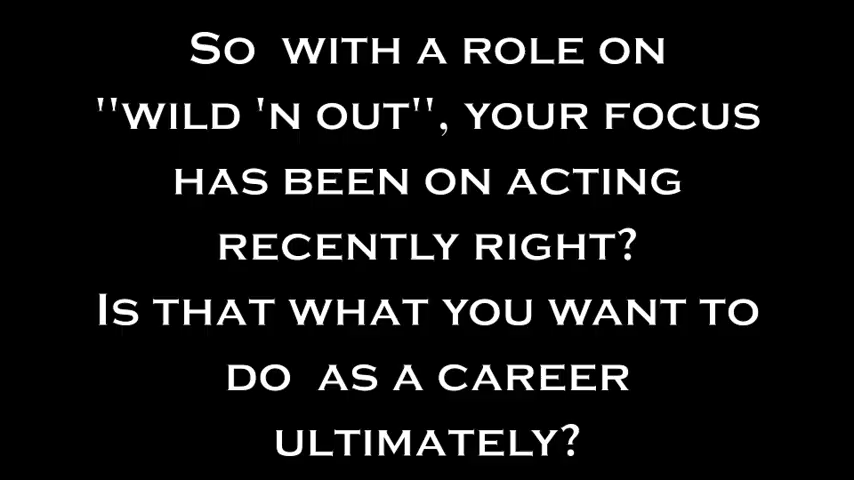 So with a role on
"wild 'n out", your focus
has been on acting
recently right?
Is that what you want to
do as a career
ultimately?